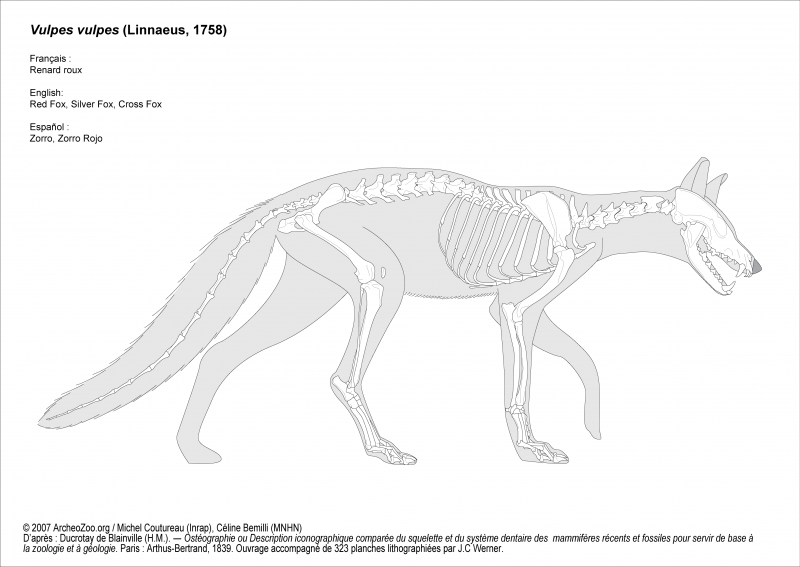 Vulpes vulpes (Linnaeus, 1758)
Français :
Renard roux
English:
Red Fox, Silver Fox, Cross Fox
Español :
Zorro, Zorro Rojo
© 2007 ArcheoZoo.org / Michel Coutureau (Inrap), Céline Bemilli (MNHN)
D'après : Ducrotay de Blainville (H.M.). — Ostéographie ou Description iconographique comparée du squelette et du système dentaire des mammifères récents et fossiles pour servir de base à
la zoologie et à géologie. Paris : Arthus-Bertrand, 1839. Ouvrage accompagné de 323 planches lithographiées par J.C Werner.